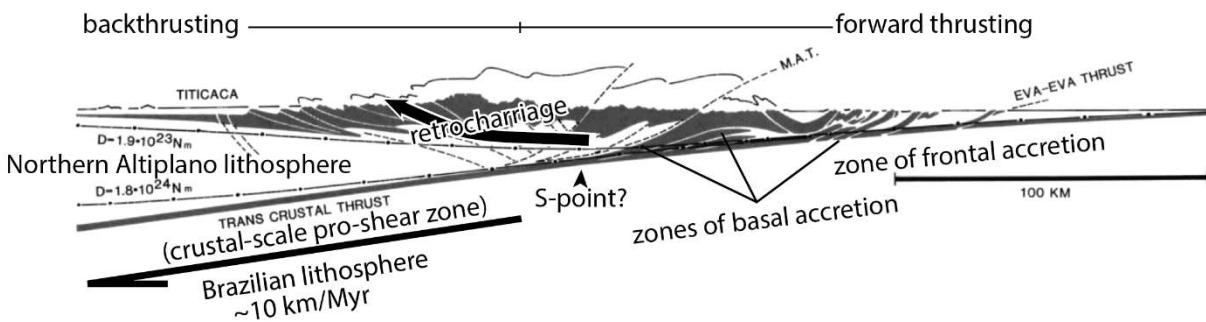 backthrusting
forward thrusting
M.A.T.
EVA-EVA THRUST
TITICACA
retrocharriage
D=1.9•10²³Nm
Northern Altiplano lithosphere
D=1.8•10²⁴Nm
zone of frontal accretion
100 KM
S-point?
zones of basal accretion
TRANS CRUSTAL THRUST
(crustal-scale pro-shear zone)
Brazilian lithosphere
~10 km/Myr